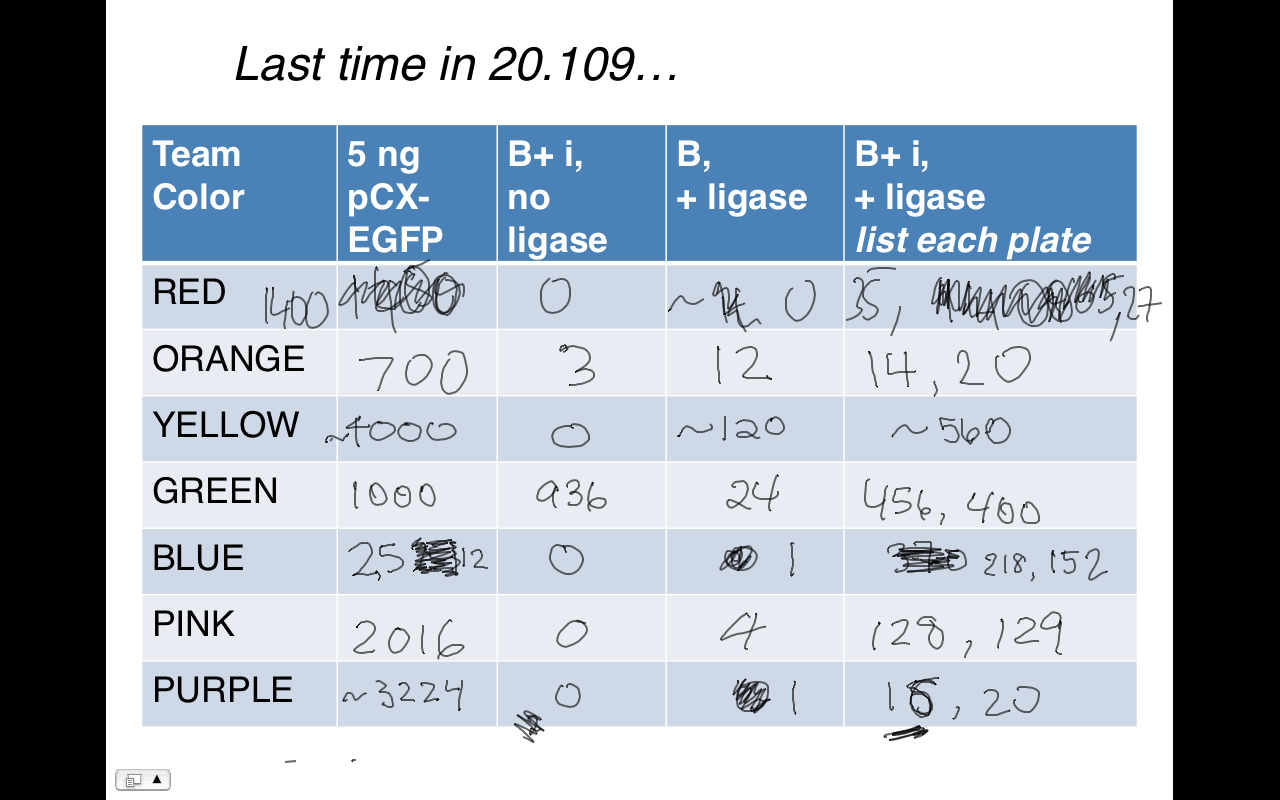 Last time in 20.109…
Team Color 5 ng pCX-EGFP B+ i, no ligase B, + ligase B+ i, + ligase list each plate
RED 1400 0 ~ 0 35, , 27
ORANGE 700 3 12 14, 20
YELLOW ~4000 0 ~120 ~560
GREEN 1000 936 24 456, 400
BLUE 2512 0 1 218, 152
PINK 2016 0 4 128, 129
PURPLE ~3224 0 1 20